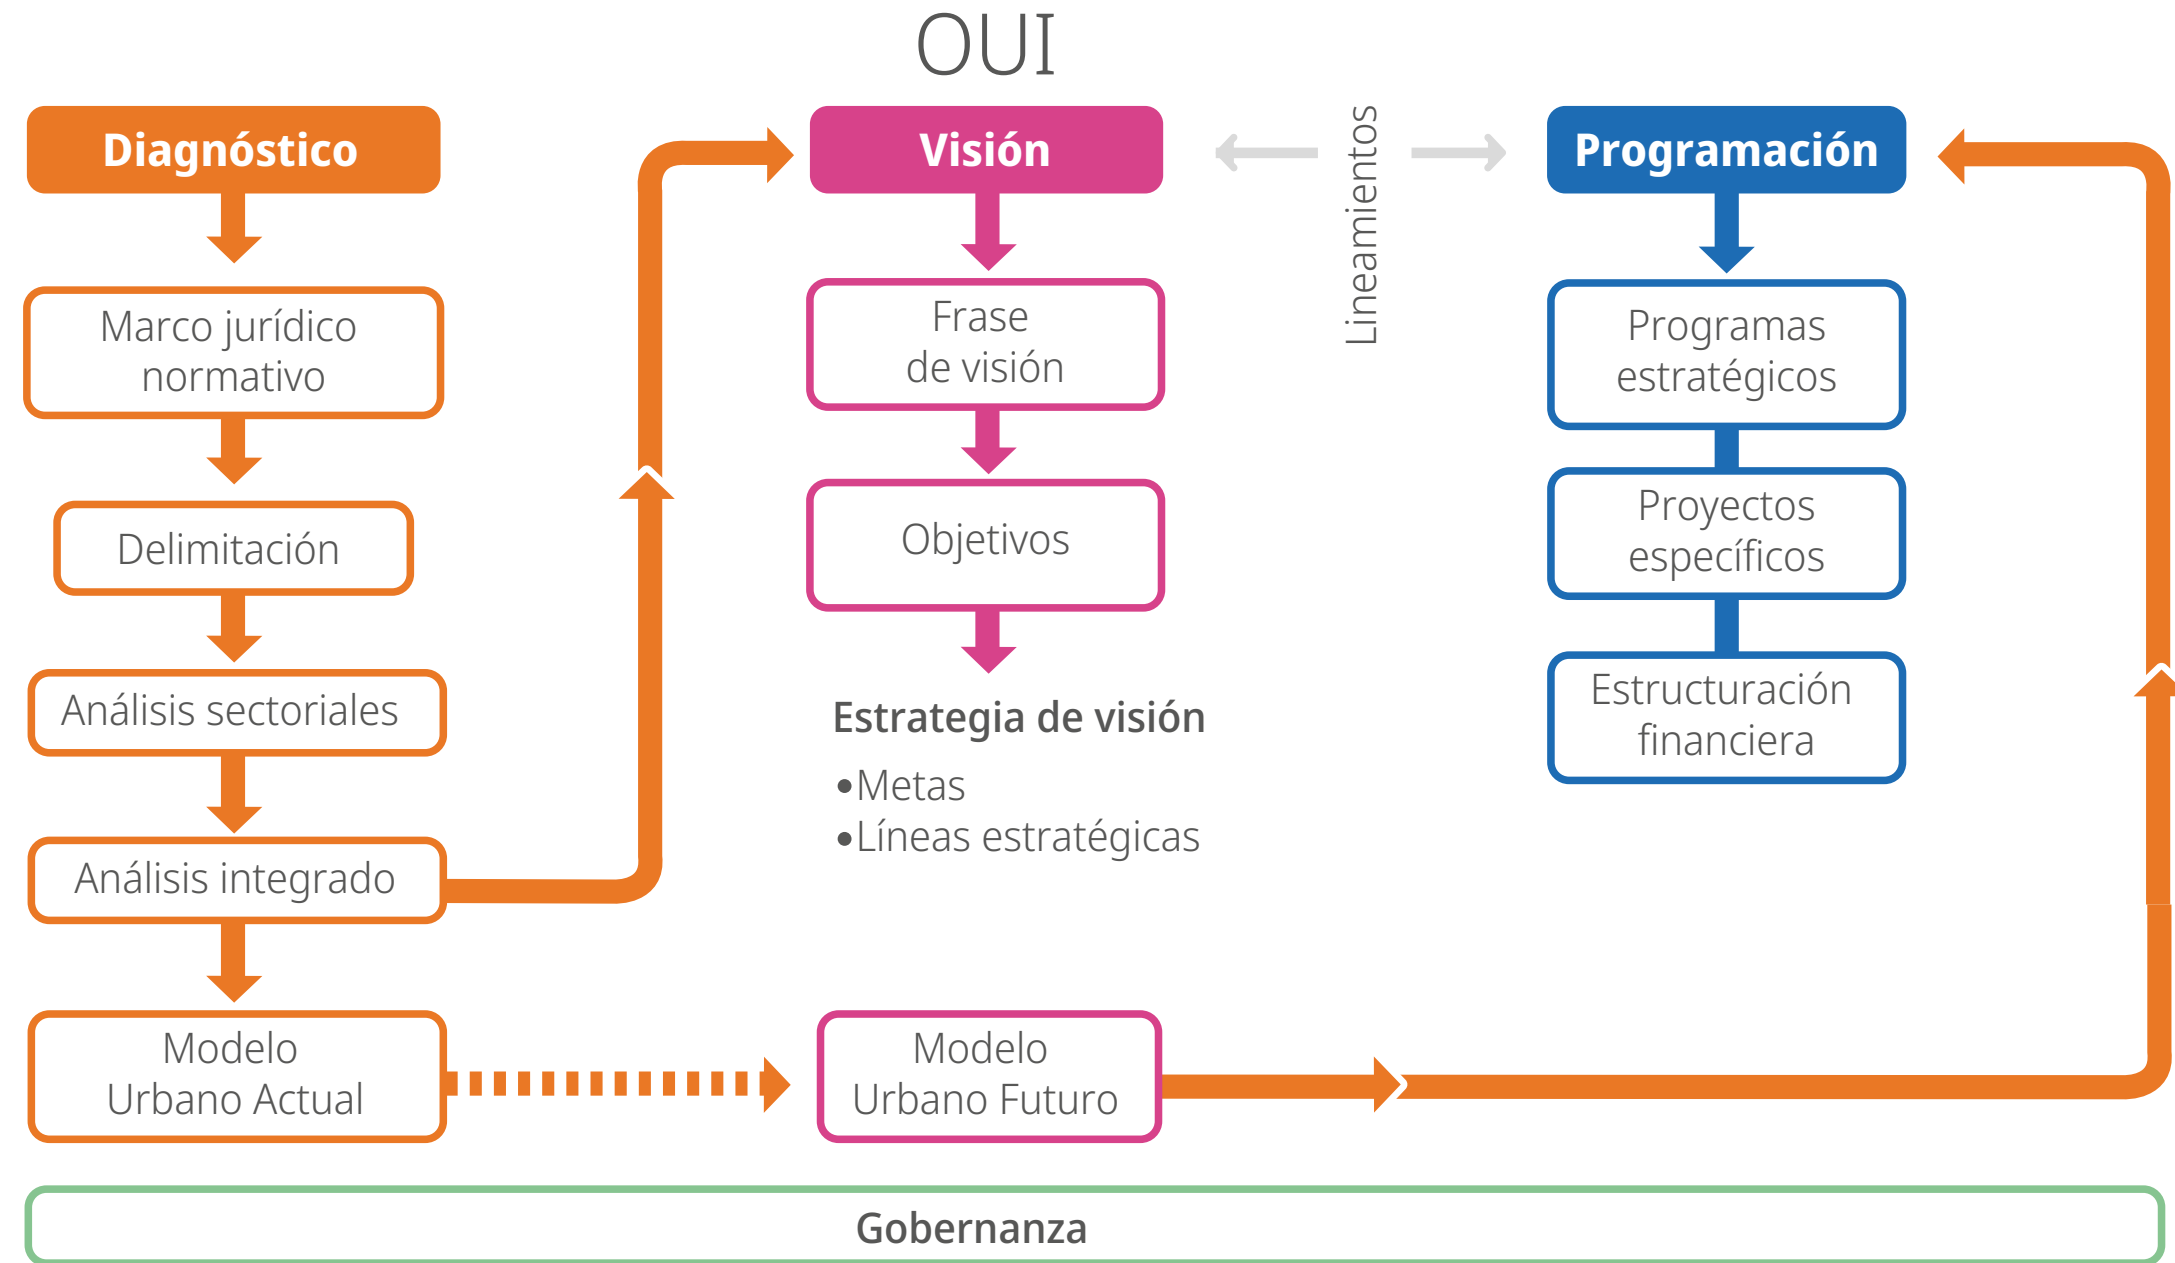 OUI
Diagnóstico
Marco jurídico
normativo
Delimitación
Análisis sectoriales
Análisis integrado
Modelo
Urbano Actual
Visión
Frase
de visión
Objetivos
Estrategia de visión
•Metas
•Líneas estratégicas
Modelo
Urbano Futuro
Lineamientos
Programación
Programas
estratégicos
Proyectos
específicos
Estructuración
financiera
Gobernanza